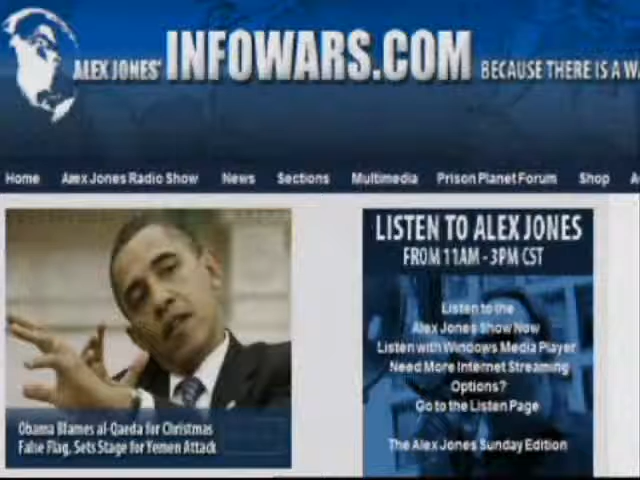 ALEX JONES' INFOWARS.COM BECAUSE THERE IS A
Home Alex Jones Radio Show News Sections Multimedia Prison Planet Forum Shop
LISTEN TO ALEX JONES
FROM 11AM - 3PM CST
Listen to the
Alex Jones Show Now
Listen with Windows Media Player
Need More Internet Streaming
Options?
Go to the Listen Page
The Alex Jones Sunday Edition
Obama Blames al-Qaeda for Christmas
False Flag, Sets Stage for Yemen Attack